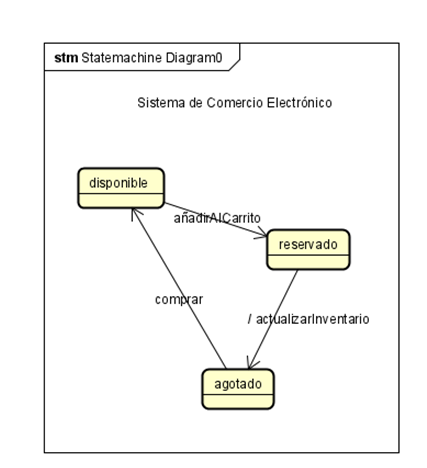 stm Statemachine Diagram0
Sistema de Comercio Electrónico
disponible
añadirAlCarrito
reservado
comprar
/ actualizarInventario
agotado